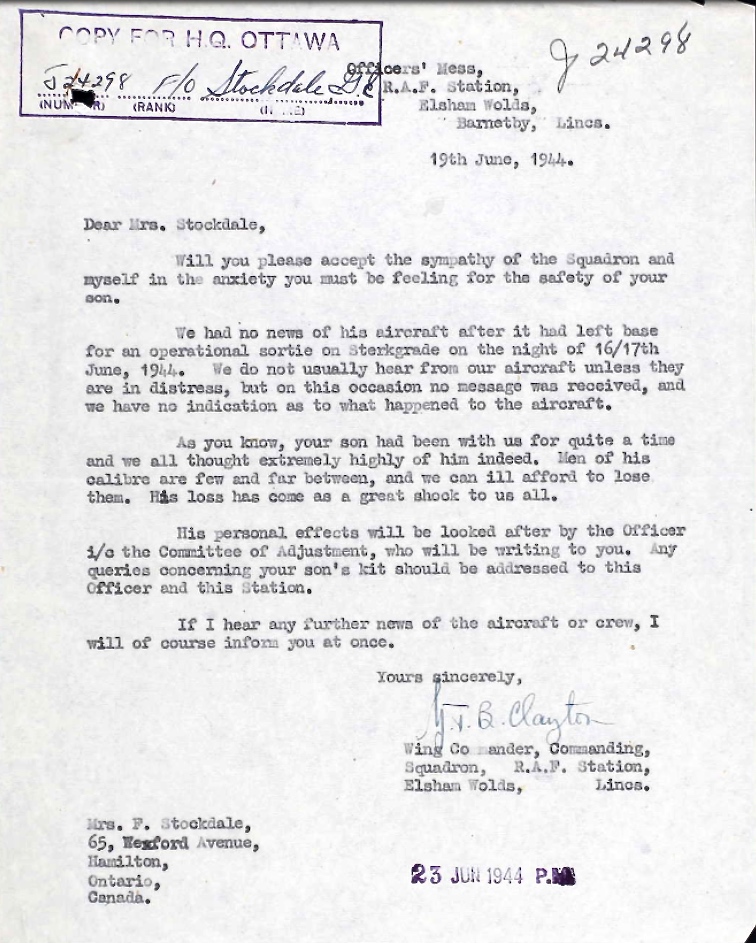 COPY FOR H.Q. OTTAWA
J24298 F/O Stockdale G.E
(RANK)
J 24298
Officers' Mess,
R.A.F. Station,
Elsham Wolds,
Barnetby, Lincs.
19th June, 1944.
Dear Mrs. Stockdale,
Will you please accept the sympathy of the Squadron and
myself in the anxiety you must be feeling for the safety of your
son.
We had no news of his aircraft after it had left base
for an operational sortie on Sterkgrade on the night of 16/17th
June, 1944. We do not usually hear from our aircraft unless they
are in distress, but on this occasion no message was received, and
we have no indication as to what happened to the aircraft.
As you know, your son had been with us for quite a time
and we all thought extremely highly of him indeed. Men of his
calibre are few and far between, and we can ill afford to lose
them. His loss has come as a great shock to us all.
His personal effects will be looked after by the Officer
i/c the Committee of Adjustment, who will be writing to you. Any
queries concerning your son's kit should be addressed to this
Officer and this Station.
If I hear any further news of the aircraft or crew, I
will of course inform you at once.
Yours sincerely,
Clayton
Wing Co ander, Commanding,
Squadron, R.A.F. Station,
Elsham Wolds, Lincs.
Mrs. F. Stockdale,
65, Wexford Avenue,
Hamilton,
Ontario,
Canada.
23 JUN 1944 P.M